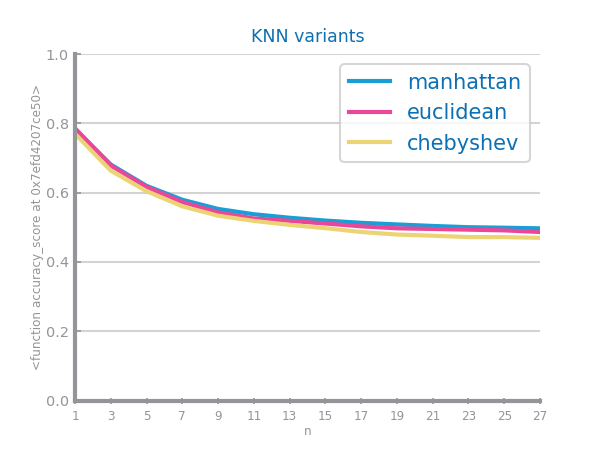 KNN variants
<function accuracy_score at 0x7efd4207ce50>
1.0
0.8
0.6
0.4
0.2
0.0
manhattan
euclidean
chebyshev
1 3 5 7 9 11 13 15 17 19 21 23 25 27
n